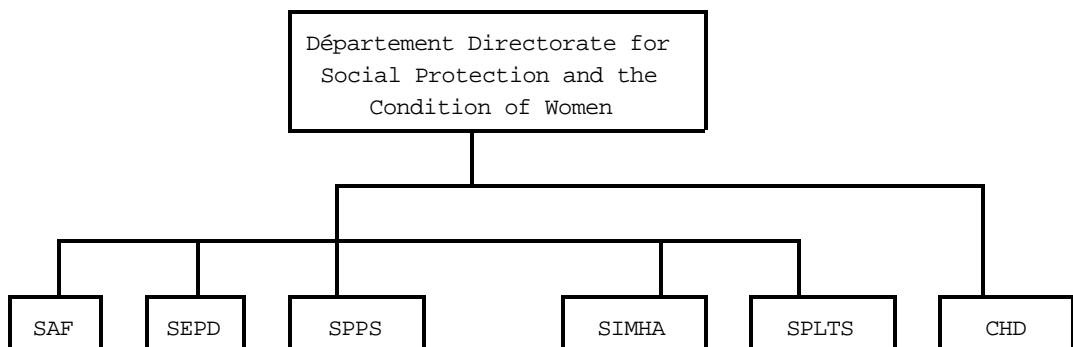 Département Directorate for
Social Protection and the
Condition of Women
SAF SEPD SPPS SIMHA SPLTS CHD